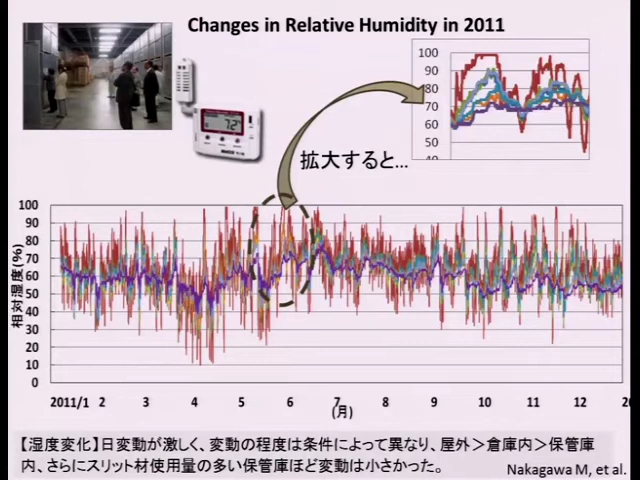 Changes in Relative Humidity in 2011
100
90
80
70
60
50
40
拡大すると...
相対湿度(%)
100
90
80
70
60
50
40
30
20
10
0
2011/1 2 3 4 5 6 7 8 9 10 11 12 20
(月)
【湿度変化】日変動が激しく、変動の程度は条件によって異なり、屋外＞倉庫内＞保管庫
内、さらにスリット材使用量の多い保管庫ほど変動は小さかった。
Nakagawa M, et al.